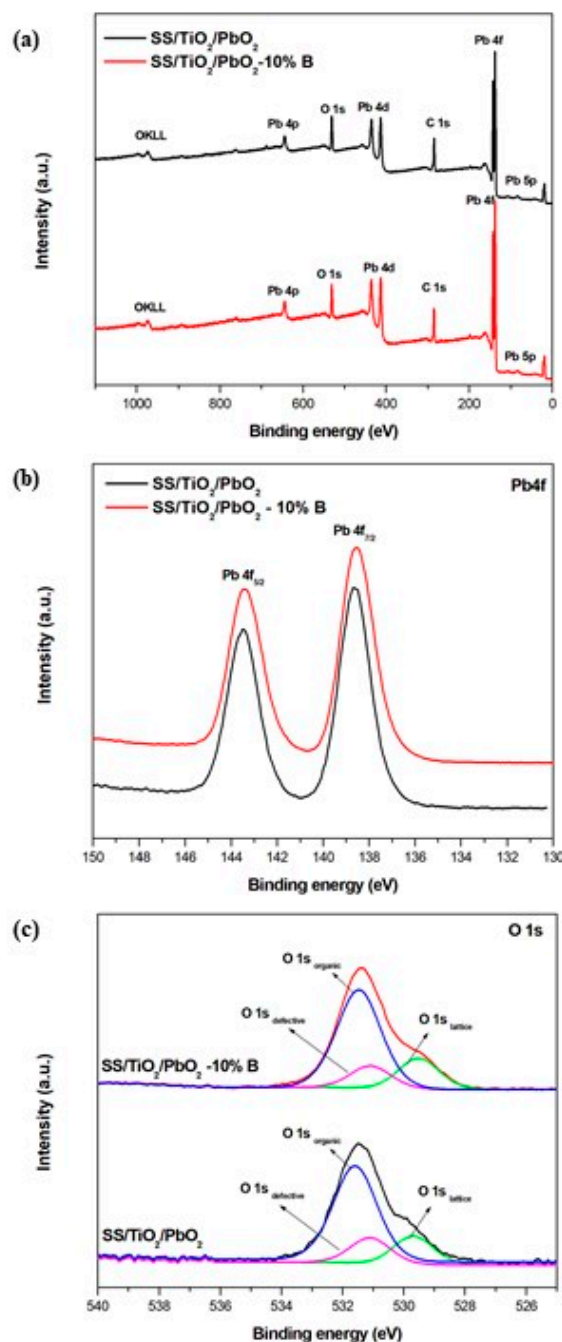 (a)
SS/TiO₂/PbO₂
SS/TiO₂/PbO₂-10% B
Pb 4f
O 1s
Pb 4d
Pb 4p
C 1s
OKLL
Pb 5p
Pb 4f
O 1s
Pb 4d
Pb 4p
C 1s
OKLL
Pb 5p
Intensity (a.u.)
1000 800 600 400 200 0
Binding energy (eV)
(b)
SS/TiO₂/PbO₂
SS/TiO₂/PbO₂ - 10% B
Pb4f
Pb 4f₇/₂
Pb 4f₅/₂
Intensity (a.u.)
150 148 146 144 142 140 138 136 134 132 130
Binding energy (eV)
(c)
O 1s
O 1s organic
O 1s defective
O 1s lattice
SS/TiO₂/PbO₂ -10% B
O 1s organic
O 1s defective
O 1s lattice
SS/TiO₂/PbO₂
Intensity (a.u.)
540 538 536 534 532 530 528 526
Binding energy (eV)